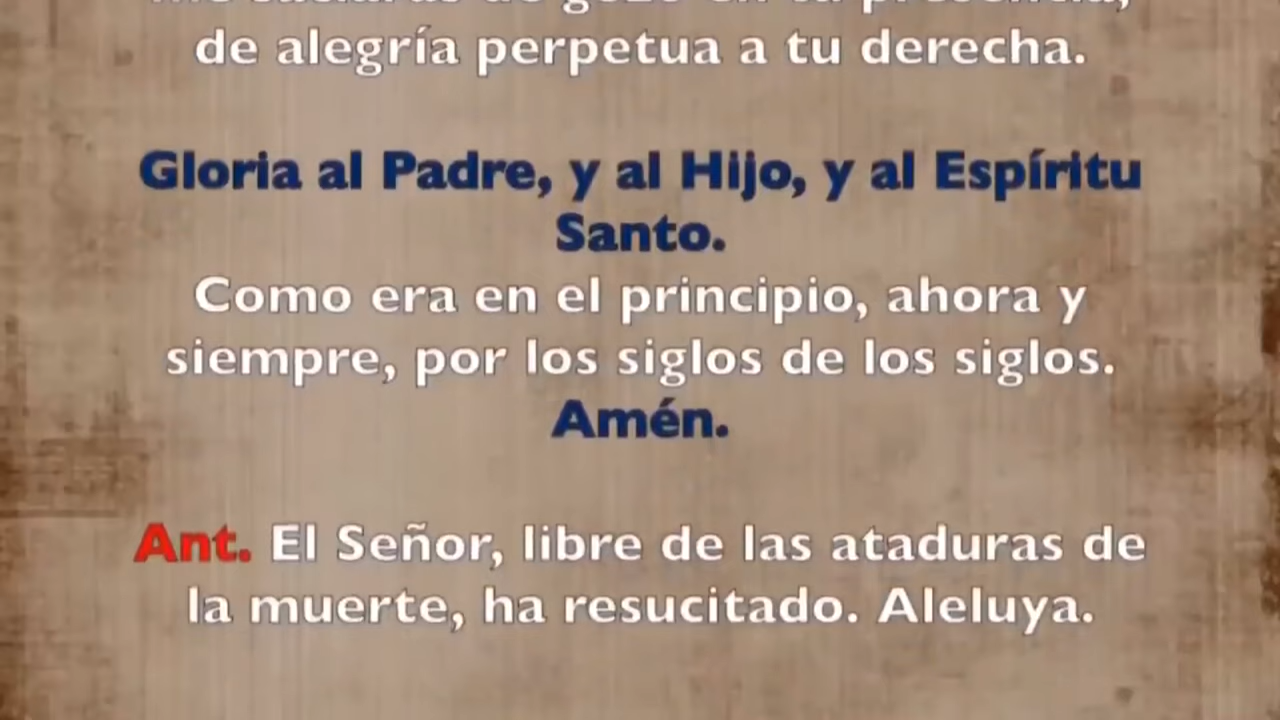 de alegría perpetua a tu derecha.
Gloria al Padre, y al Hijo, y al Espíritu
Santo.
Como era en el principio, ahora y
siempre, por los siglos de los siglos.
Amén.
Ant. El Señor, libre de las ataduras de
la muerte, ha resucitado. Aleluya.